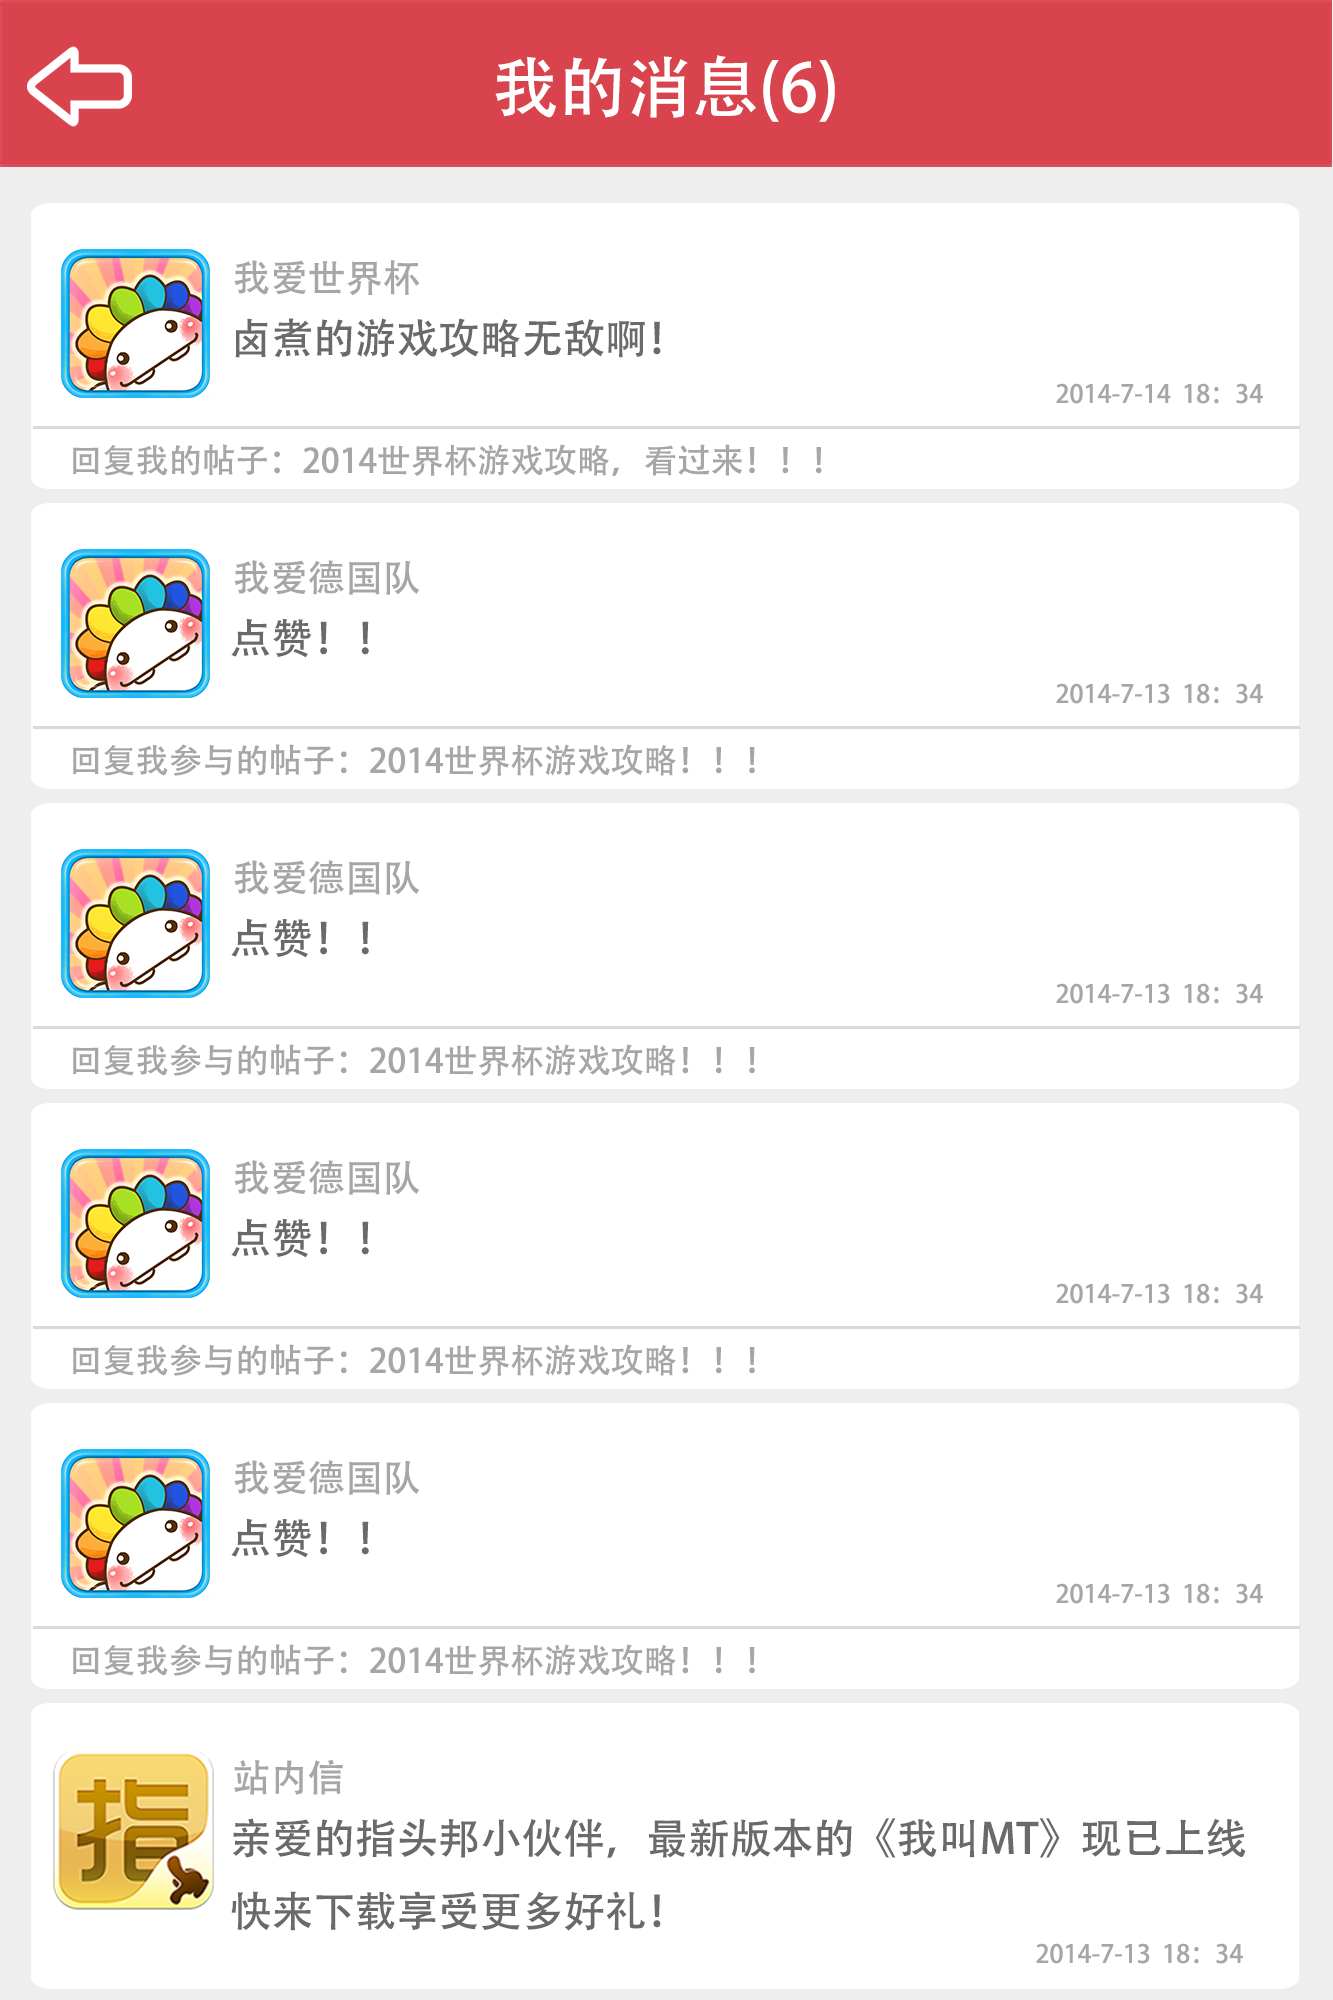 我的消息(6)
我爱世界杯
卤煮的游戏攻略无敌啊！
2014-7-14 18：34
回复我的帖子：2014世界杯游戏攻略，看过来！！！
我爱德国队
点赞！！
2014-7-13 18：34
回复我参与的帖子：2014世界杯游戏攻略！！！
我爱德国队
点赞！！
2014-7-13 18：34
回复我参与的帖子：2014世界杯游戏攻略！！！
我爱德国队
点赞！！
2014-7-13 18：34
回复我参与的帖子：2014世界杯游戏攻略！！！
我爱德国队
点赞！！
2014-7-13 18：34
回复我参与的帖子：2014世界杯游戏攻略！！！
指
站内信
亲爱的指头邦小伙伴，最新版本的《我叫MT》现已上线
快来下载享受更多好礼！
2014-7-13 18：34